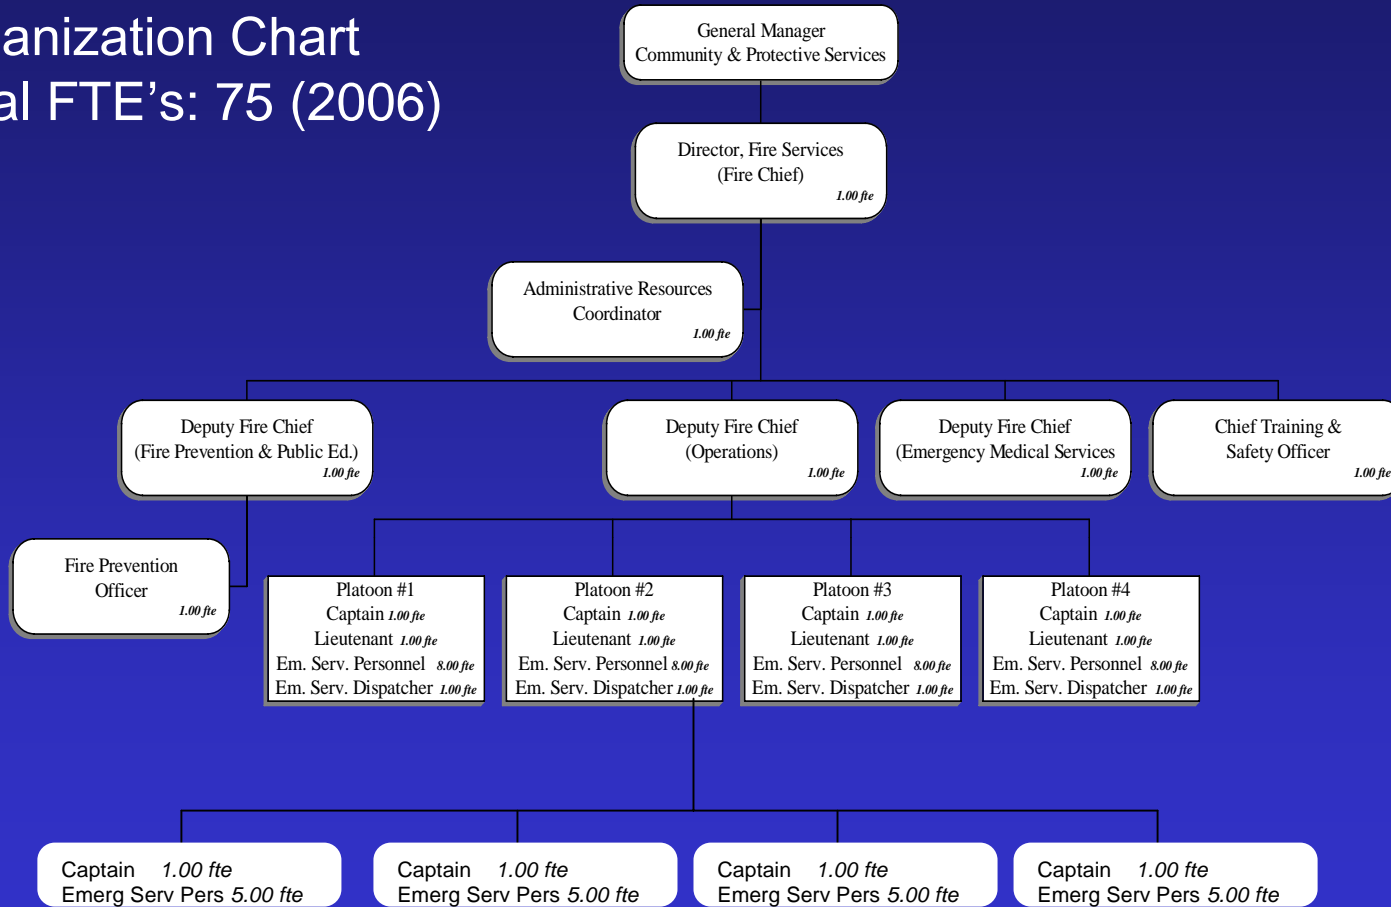 anization Chart
al FTE's: 75 (2006)
General Manager
Community & Protective Services
Director, Fire Services
(Fire Chief)
1.00 fte
Administrative Resources
Coordinator
1.00 fte
Deputy Fire Chief
(Fire Prevention & Public Ed.)
1.00 fte
Deputy Fire Chief
(Operations)
1.00 fte
Deputy Fire Chief
(Emergency Medical Services
1.00 fte
Chief Training &
Safety Officer
1.00 fte
Fire Prevention
Officer
1.00 fte
Platoon #1
Captain 1.00 fte
Lieutenant 1.00 fte
Em. Serv. Personnel 8.00 fte
Em. Serv. Dispatcher 1.00 fte
Platoon #2
Captain 1.00 fte
Lieutenant 1.00 fte
Em. Serv. Personnel 8.00 fte
Em. Serv. Dispatcher 1.00 fte
Platoon #3
Captain 1.00 fte
Lieutenant 1.00 fte
Em. Serv. Personnel 8.00 fte
Em. Serv. Dispatcher 1.00 fte
Platoon #4
Captain 1.00 fte
Lieutenant 1.00 fte
Em. Serv. Personnel 8.00 fte
Em. Serv. Dispatcher 1.00 fte
Captain 1.00 fte
Emerg Serv Pers 5.00 fte
Captain 1.00 fte
Emerg Serv Pers 5.00 fte
Captain 1.00 fte
Emerg Serv Pers 5.00 fte
Captain 1.00 fte
Emerg Serv Pers 5.00 fte